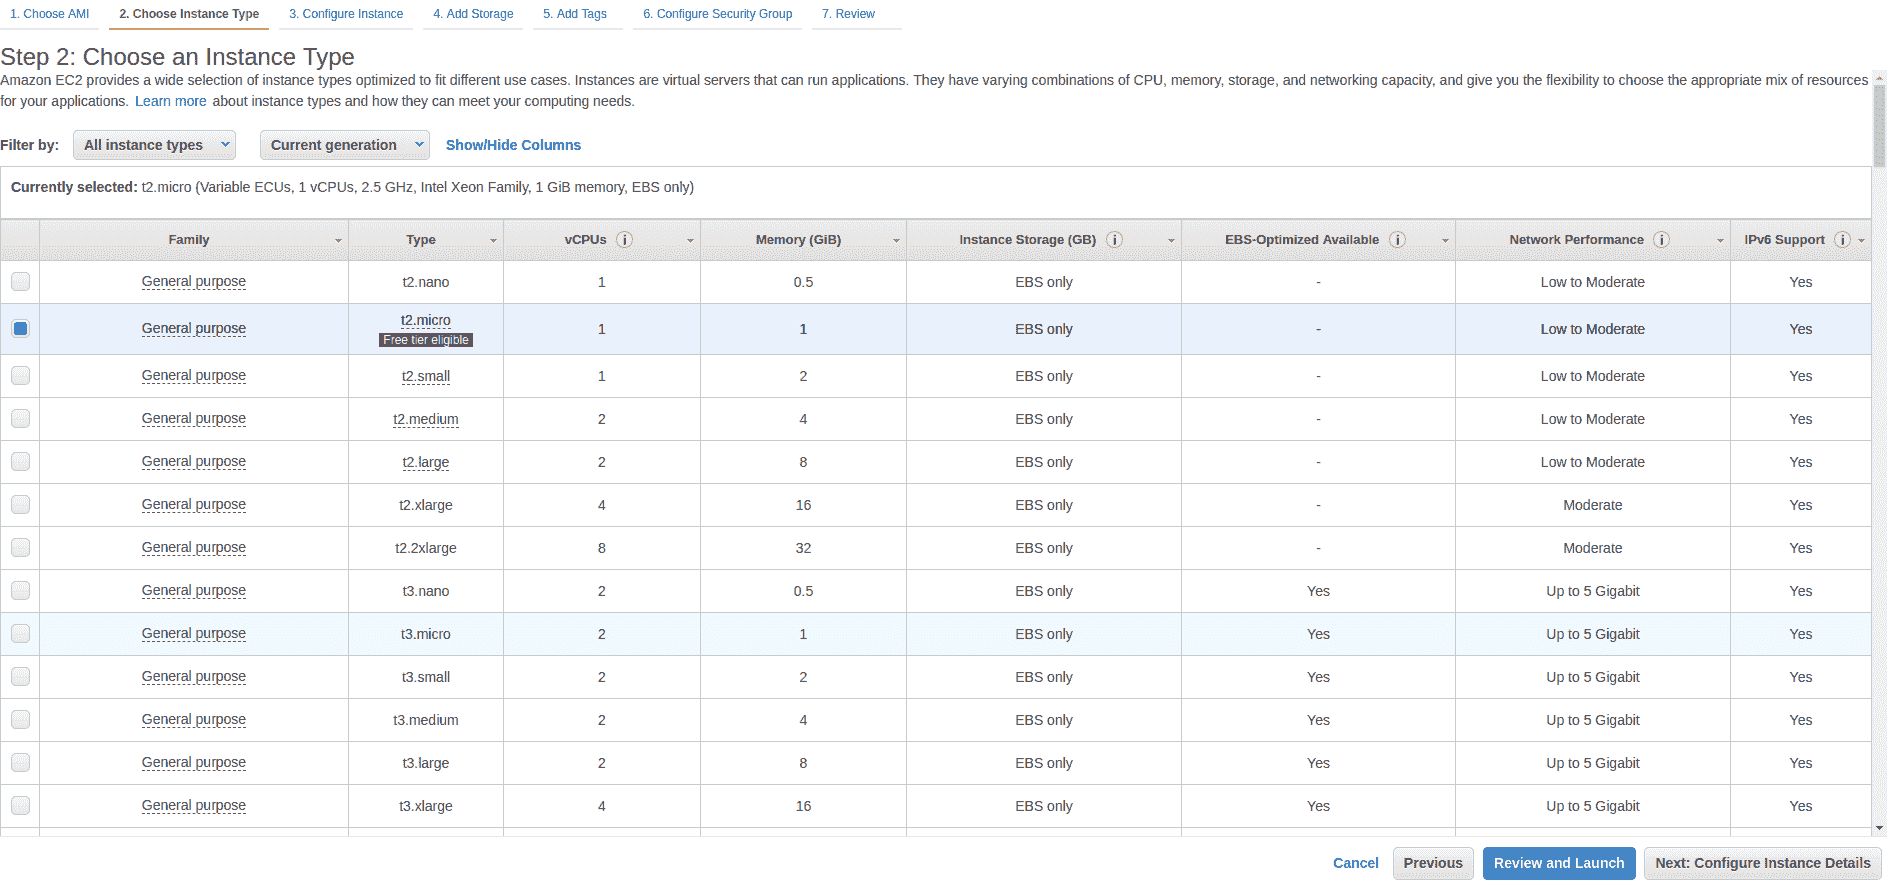 1. Choose AMI 2. Choose Instance Type 3. Configure Instance 4. Add Storage 5. Add Tags 6. Configure Security Group 7. Review
Step 2: Choose an Instance Type
Amazon EC2 provides a wide selection of instance types optimized to fit different use cases. Instances are virtual servers that can run applications. They have varying combinations of CPU, memory, storage, and networking capacity, and give you the flexibility to choose the appropriate mix of resources
for your applications. Learn more about instance types and how they can meet your computing needs.
Filter by: All instance types Current generation Show/Hide Columns
Currently selected: t2.micro (Variable ECUs, 1 vCPUs, 2.5 GHz, Intel Xeon Family, 1 GiB memory, EBS only)
Family Type vCPUs i Memory (GiB) Instance Storage (GB) i EBS-Optimized Available i Network Performance i IPv6 Support i
General purpose t2.nano 1 0.5 EBS only - Low to Moderate Yes
General purpose t2.micro 1 1 EBS only - Low to Moderate Yes
Free tier eligible
General purpose t2.small 1 2 EBS only - Low to Moderate Yes
General purpose t2.medium 2 4 EBS only - Low to Moderate Yes
General purpose t2.large 2 8 EBS only - Low to Moderate Yes
General purpose t2.xlarge 4 16 EBS only - Moderate Yes
General purpose t2.2xlarge 8 32 EBS only - Moderate Yes
General purpose t3.nano 2 0.5 EBS only Yes Up to 5 Gigabit Yes
General purpose t3.micro 2 1 EBS only Yes Up to 5 Gigabit Yes
General purpose t3.small 2 2 EBS only Yes Up to 5 Gigabit Yes
General purpose t3.medium 2 4 EBS only Yes Up to 5 Gigabit Yes
General purpose t3.large 2 8 EBS only Yes Up to 5 Gigabit Yes
General purpose t3.xlarge 4 16 EBS only Yes Up to 5 Gigabit Yes
Cancel Previous Review and Launch Next: Configure Instance Details